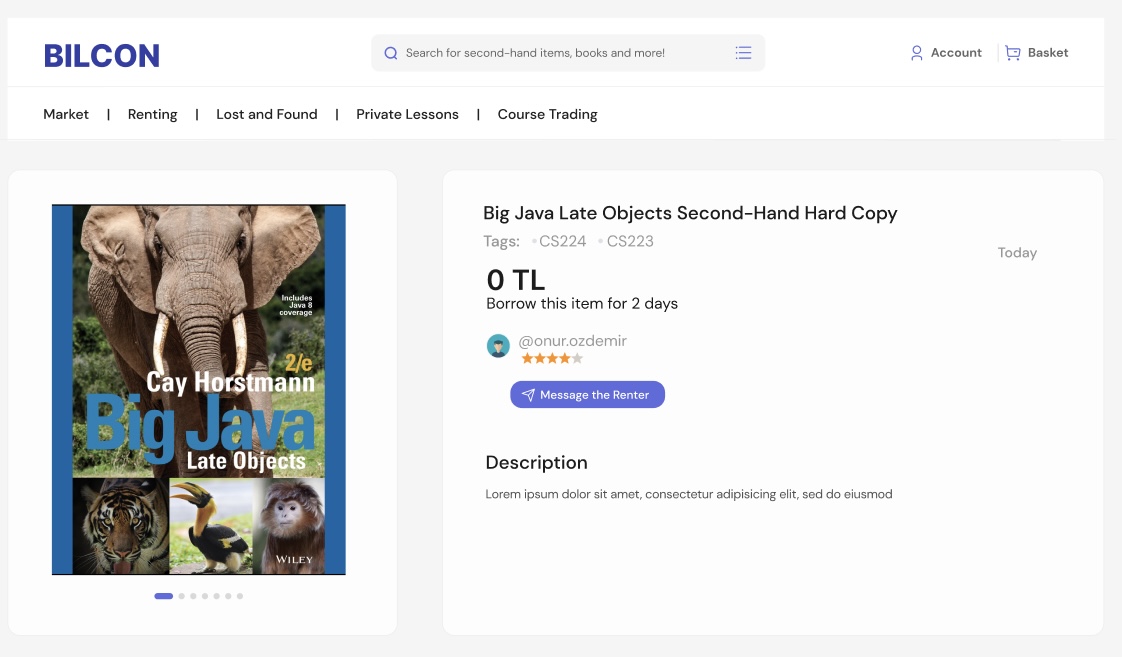 BILCON
Search for second-hand items, books and more!
Account
Basket
Market | Renting | Lost and Found | Private Lessons | Course Trading
Includes
Java 8
coverage
2/e
Cay Horstmann
Big Java
Late Objects
WILEY
Big Java Late Objects Second-Hand Hard Copy
Tags: •CS224 •CS223
Today
0 TL
Borrow this item for 2 days
@onur.ozdemir
Message the Renter
Description
Lorem ipsum dolor sit amet, consectetur adipisicing elit, sed do eiusmod